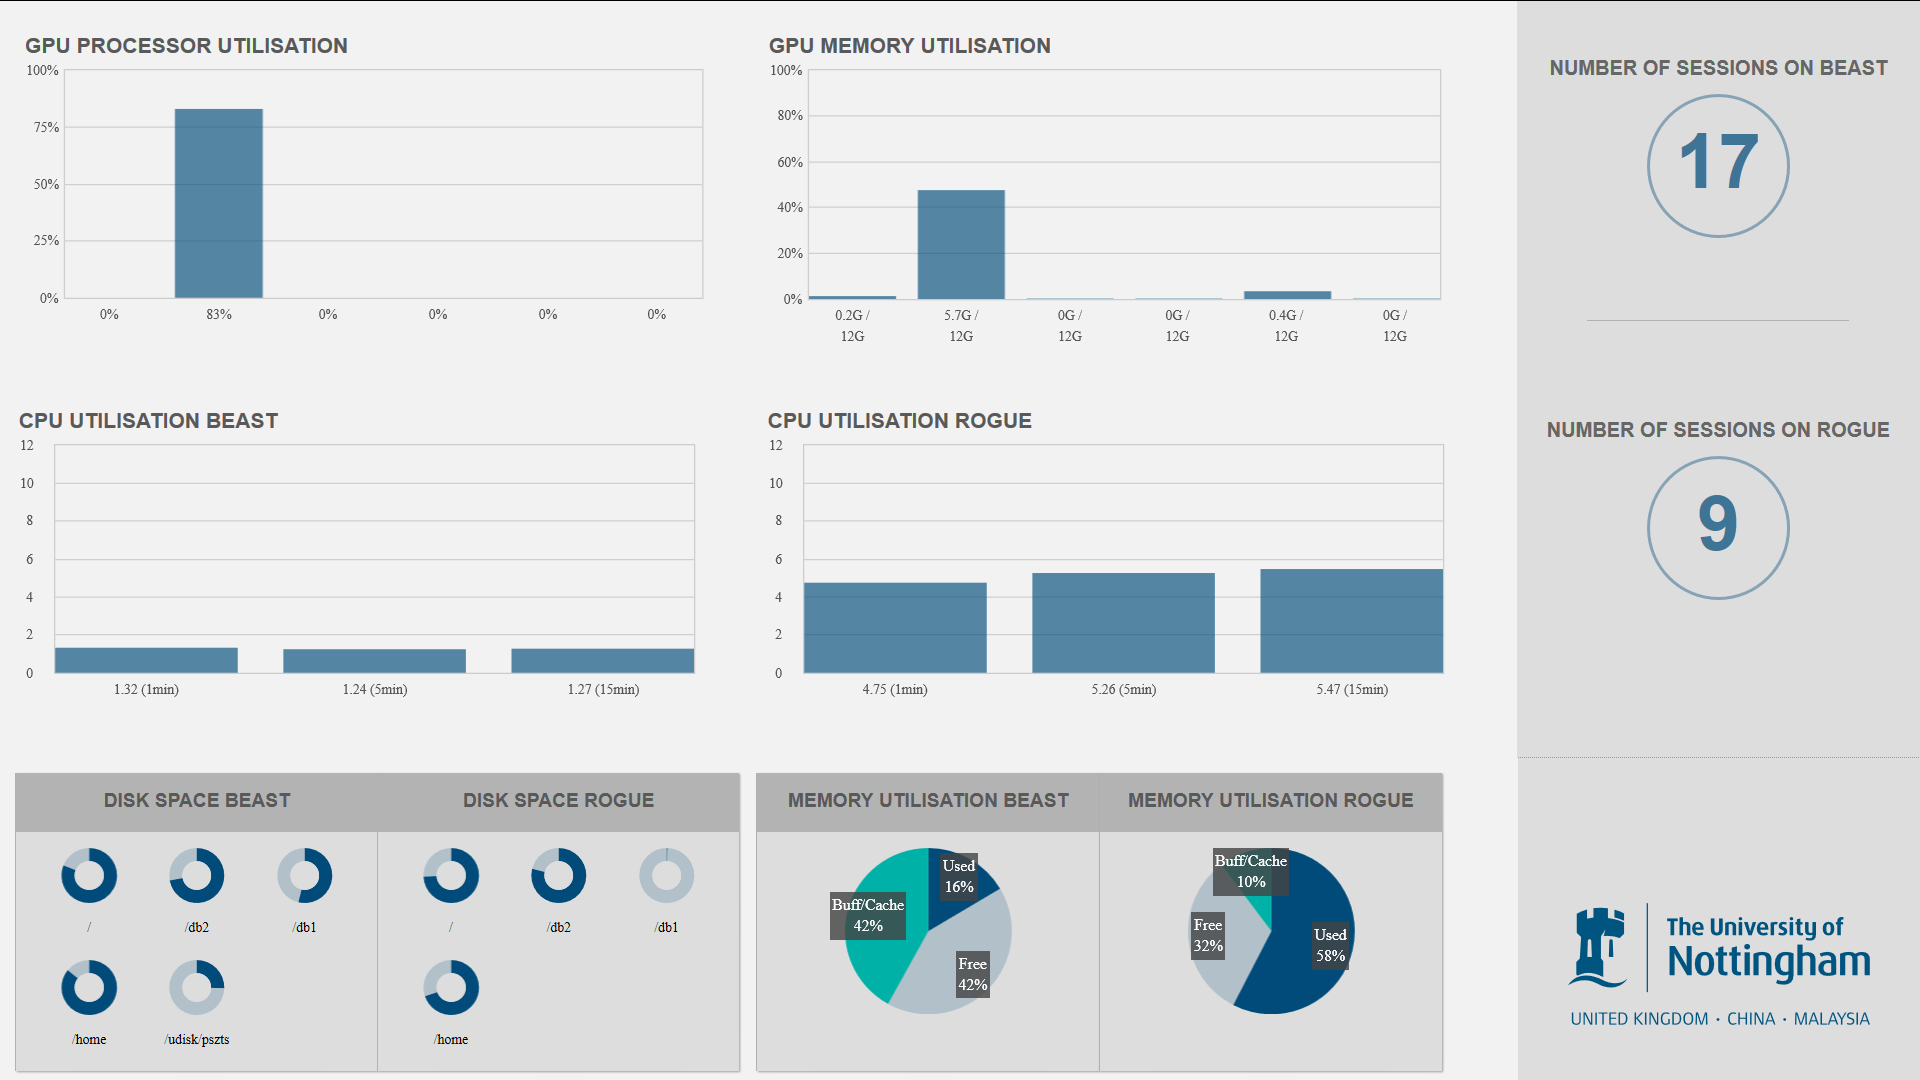 GPU PROCESSOR UTILISATION
100%
75%
50%
25%
0%
0% 83% 0% 0% 0% 0%
GPU MEMORY UTILISATION
100%
80%
60%
40%
20%
0%
0.2G / 5.7G / 0G / 0G / 0.4G / 0G /
12G 12G 12G 12G 12G 12G
NUMBER OF SESSIONS ON BEAST
17
CPU UTILISATION BEAST
12
10
8
6
4
2
0
1.32 (1min) 1.24 (5min) 1.27 (15min)
CPU UTILISATION ROGUE
12
10
8
6
4
2
0
4.75 (1min) 5.26 (5min) 5.47 (15min)
NUMBER OF SESSIONS ON ROGUE
9
DISK SPACE BEAST
/ /db2 /db1
/home /udisk/pszts
DISK SPACE ROGUE
/ /db2 /db1
/home
MEMORY UTILISATION BEAST
Used
16%
Buff/Cache
42%
Free
42%
MEMORY UTILISATION ROGUE
Buff/Cache
10%
Free
32%
Used
58%
The University of
Nottingham
UNITED KINGDOM · CHINA · MALAYSIA